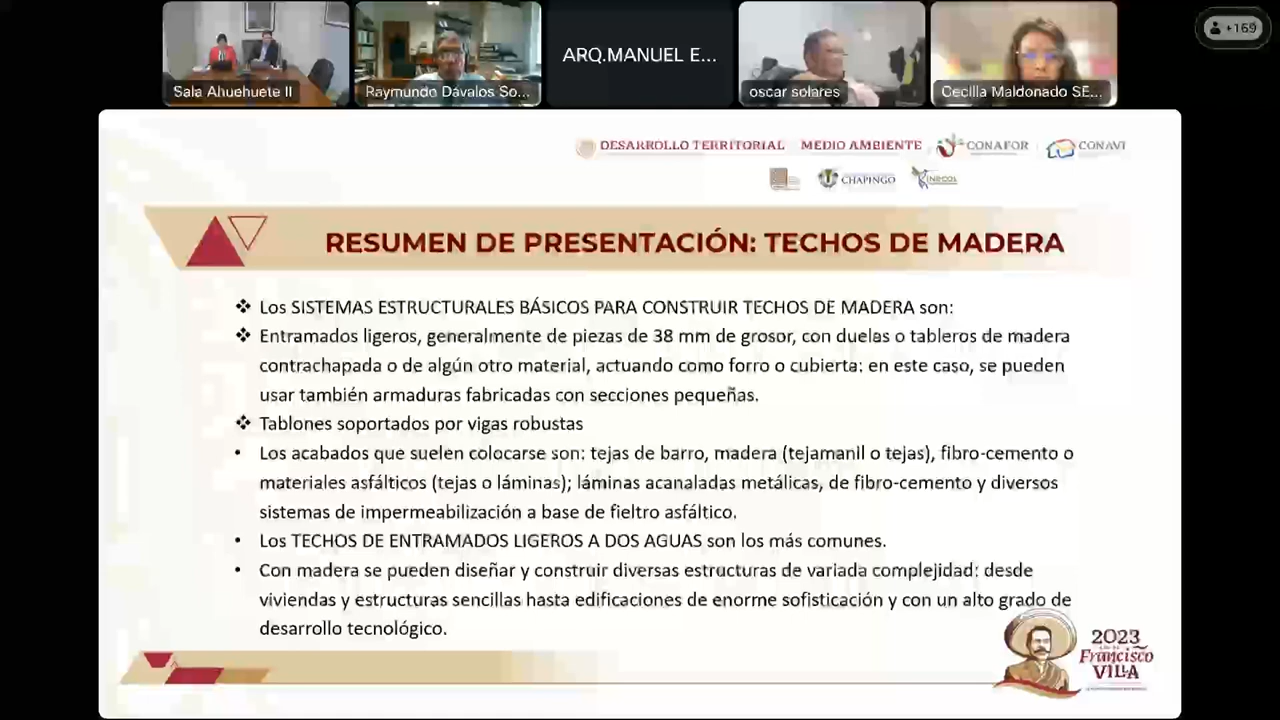 +169
ARQ.MANUEL E...
Sala Ahuehuete II
Raymundo Davalos So...
oscar solares
Cecilia Maldonado SE...
DESARROLLO TERRITORIAL
MEDIO AMBIENTE
CONAFOR
CONAVI
CHAPINGO
RESUMEN DE PRESENTACIÓN: TECHOS DE MADERA
❖ Los SISTEMAS ESTRUCTURALES BÁSICOS PARA CONSTRUIR TECHOS DE MADERA son:
❖ Entramados ligeros, generalmente de piezas de 38 mm de grosor, con duelas o tableros de madera
contrachapada o de algún otro material, actuando como forro o cubierta: en este caso, se pueden
usar también armaduras fabricadas con secciones pequeñas.
❖ Tablones soportados por vigas robustas
• Los acabados que suelen colocarse son: tejas de barro, madera (tejamanil o tejas), fibro-cemento o
materiales asfálticos (tejas o láminas); láminas acanaladas metálicas, de fibro-cemento y diversos
sistemas de impermeabilización a base de fieltro asfáltico.
• Los TECHOS DE ENTRAMADOS LIGEROS A DOS AGUAS son los más comunes.
• Con madera se pueden diseñar y construir diversas estructuras de variada complejidad: desde
viviendas y estructuras sencillas hasta edificaciones de enorme sofisticación y con un alto grado de
desarrollo tecnológico.
2023
Francisco
VILLA